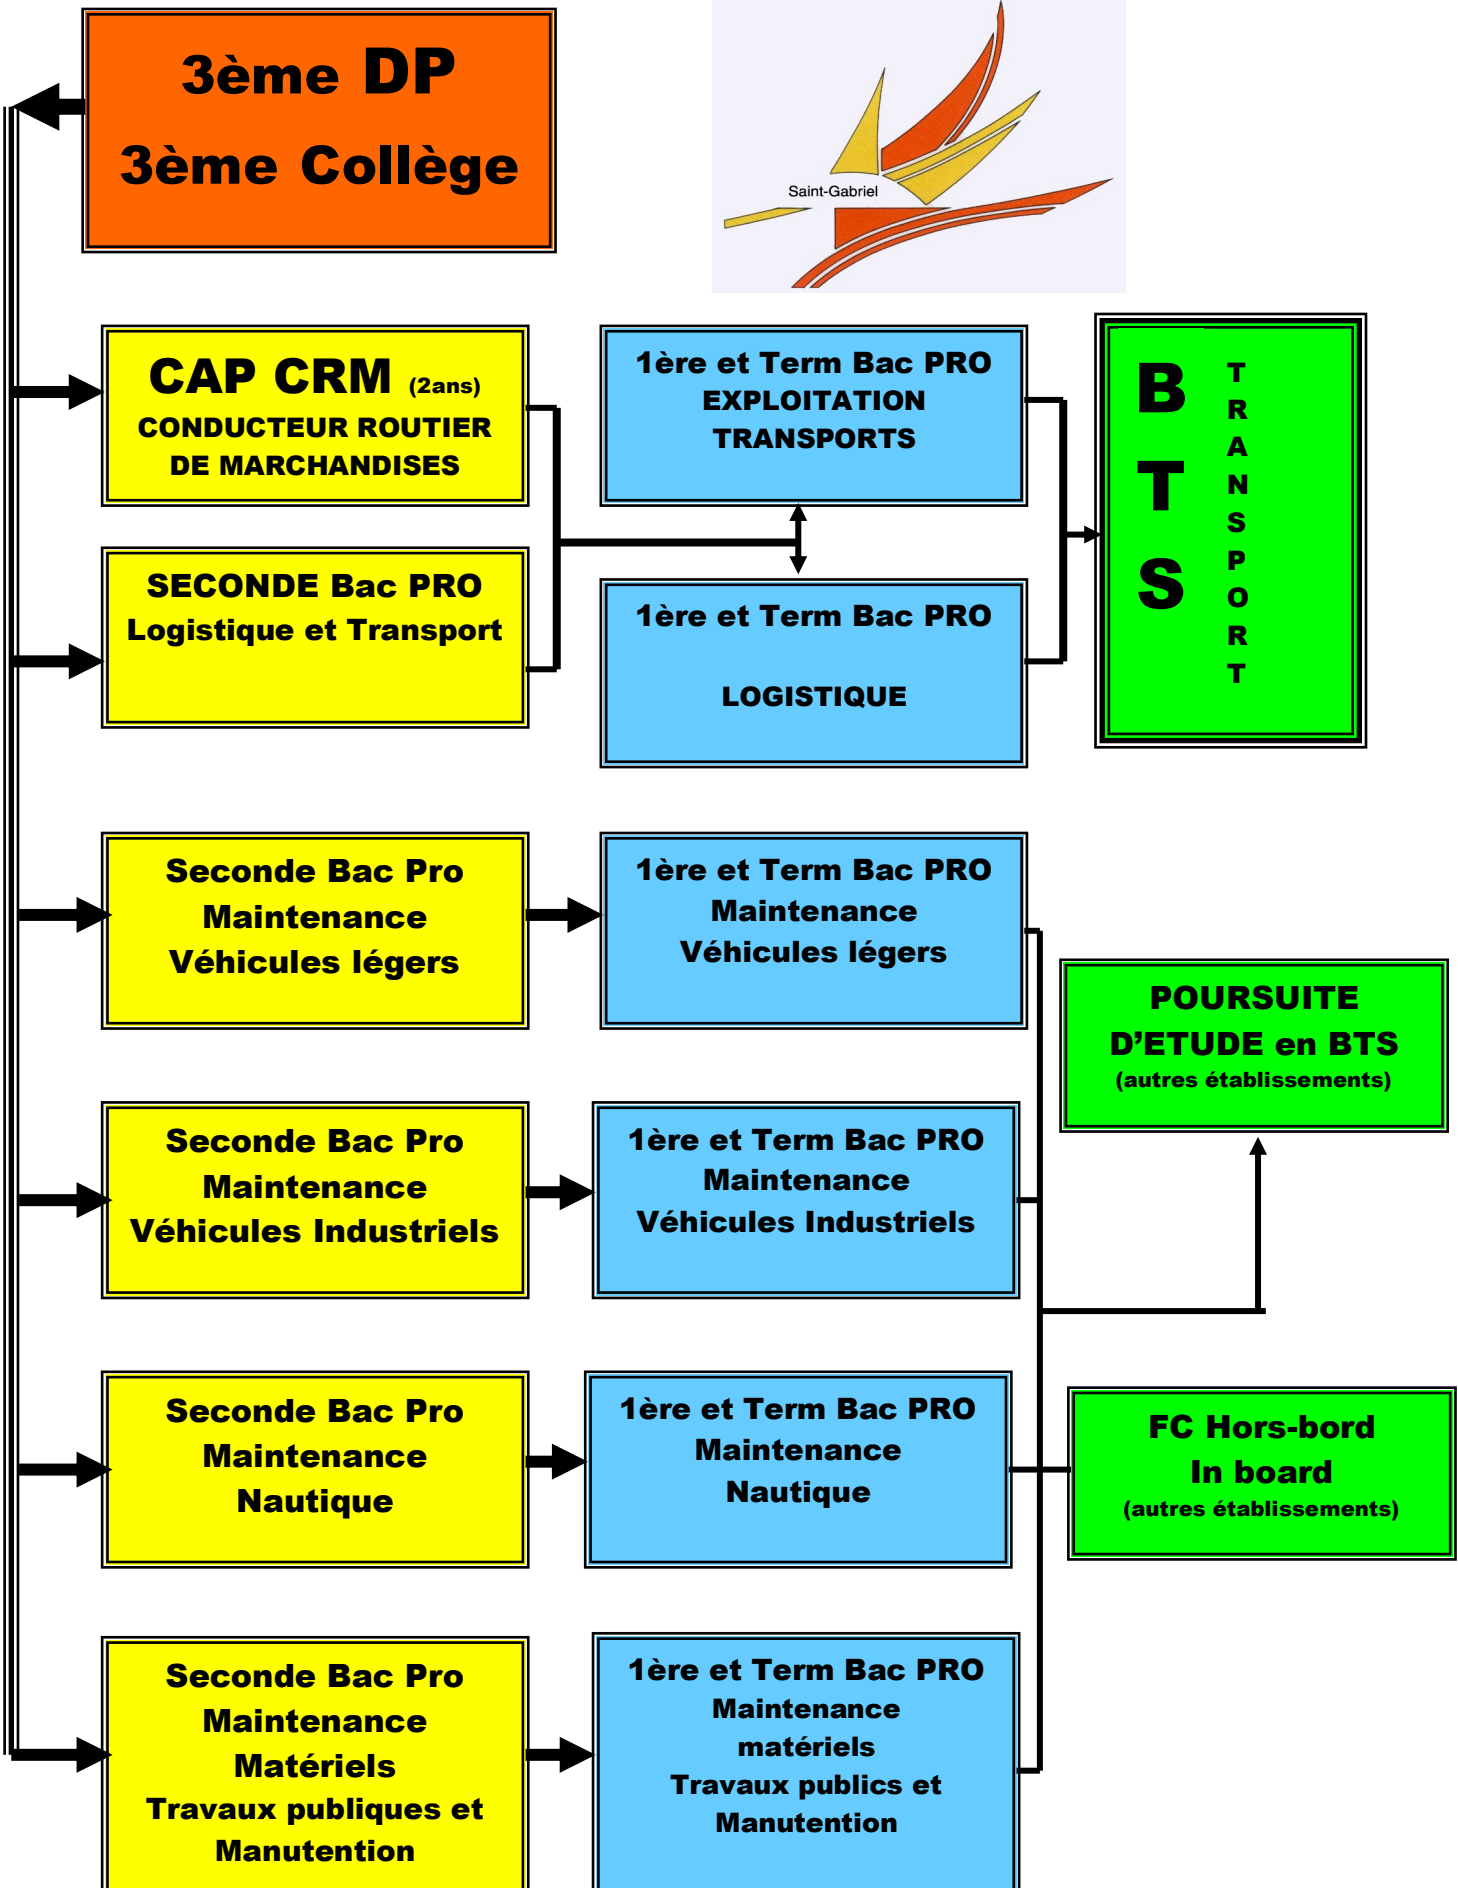 3ème DP
3ème Collège
Saint-Gabriel
CAP CRM (2ans)
CONDUCTEUR ROUTIER
DE MARCHANDISES
1ère et Term Bac PRO
EXPLOITATION
TRANSPORTS
B
T
S
T
R
A
N
S
P
O
R
T
SECONDE Bac PRO
Logistique et Transport
1ère et Term Bac PRO
LOGISTIQUE
Seconde Bac Pro
Maintenance
Véhicules légers
1ère et Term Bac PRO
Maintenance
Véhicules légers
POURSUITE
D’ETUDE en BTS
(autres établissements)
Seconde Bac Pro
Maintenance
Véhicules Industriels
1ère et Term Bac PRO
Maintenance
Véhicules Industriels
Seconde Bac Pro
Maintenance
Nautique
1ère et Term Bac PRO
Maintenance
Nautique
FC Hors-bord
In board
(autres établissements)
Seconde Bac Pro
Maintenance
Matériels
Travaux publiques et
Manutention
1ère et Term Bac PRO
Maintenance
matériels
Travaux publics et
Manutention